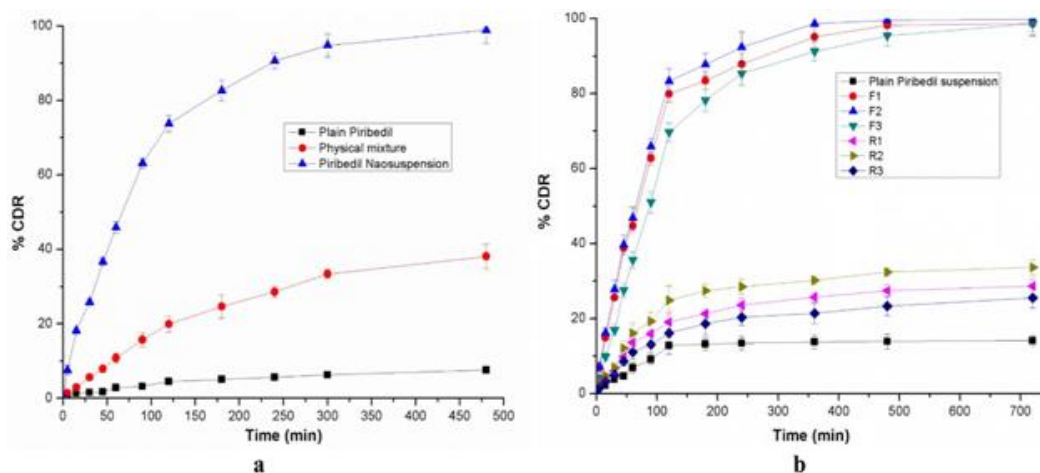 100
80
60
40
20
0
% CDR
Plain Piribedil
Physical mixture
Piribedil Naosuspension
0 50 100 150 200 250 300 350 400 450 500
Time (min)
a
100
80
60
40
20
0
% CDR
Plain Piribedil suspension
F1
F2
F3
R1
R2
R3
0 100 200 300 400 500 600 700
Time (min)
b